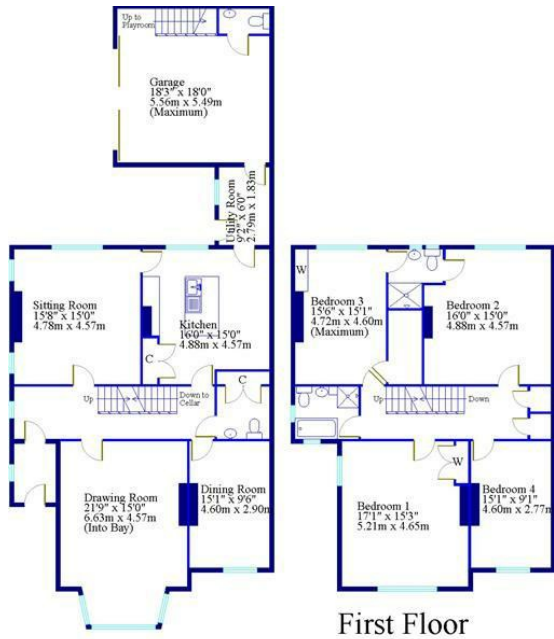 Up to
Playroom
Garage
18'3" x 18'0"
5.56m x 5.49m
(Maximum)
Utility Room
9'2" x 6'0"
2.79m x 1.83m
Sitting Room
15'8" x 15'0"
4.78m x 4.57m
Kitchen
16'0" x 15'0"
4.88m x 4.57m
C
Up
Down to
Cellar
C
Drawing Room
21'9" x 15'0"
6.63m x 4.57m
(Into Bay)
Dining Room
15'1" x 9'6"
4.60m x 2.90m
W
Bedroom 3
15'6" x 15'1"
4.72m x 4.60m
(Maximum)
Bedroom 2
16'0" x 15'0"
4.88m x 4.57m
Up
Down
W
Bedroom 1
17'1" x 15'3"
5.21m x 4.65m
Bedroom 4
15'1" x 9'1"
4.60m x 2.77m
First Floor